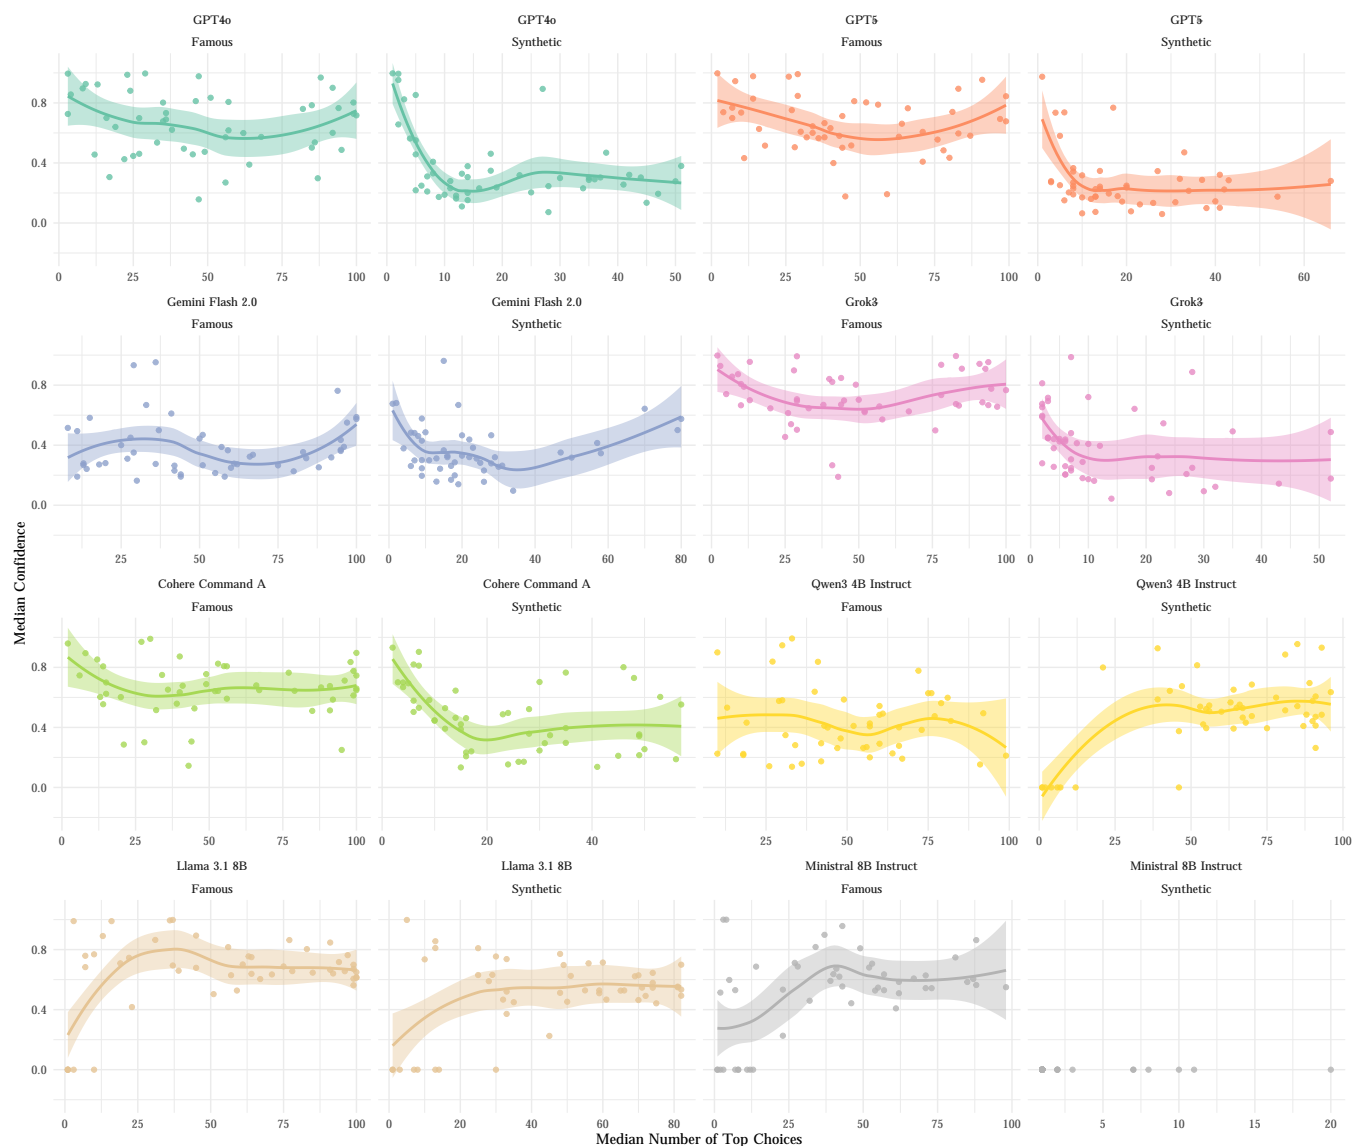 GPT4o GPT4o GPT5 GPT5
Famous Synthetic Famous Synthetic
0.8
0.4
0.0
0 25 50 75 100 0 10 20 30 40 50 0 25 50 75 100 0 20 40 60
Gemini Flash 2.0 Gemini Flash 2.0 Grok3 Grok3
Famous Synthetic Famous Synthetic
0.8
0.4
0.0
25 50 75 100 0 20 40 60 80 0 25 50 75 100 0 10 20 30 40 50
Median Confidence
Cohere Command A Cohere Command A Qwen3 4B Instruct Qwen3 4B Instruct
Famous Synthetic Famous Synthetic
0.8
0.4
0.0
0 25 50 75 100 0 20 40 25 50 75 100 0 25 50 75 100
Llama 3.1 8B Llama 3.1 8B Ministral 8B Instruct Ministral 8B Instruct
Famous Synthetic Famous Synthetic
0.8
0.4
0.0
0 25 50 75 100 0 20 40 60 80 0 25 50 75 100 5 10 15 20
Median Number of Top Choices